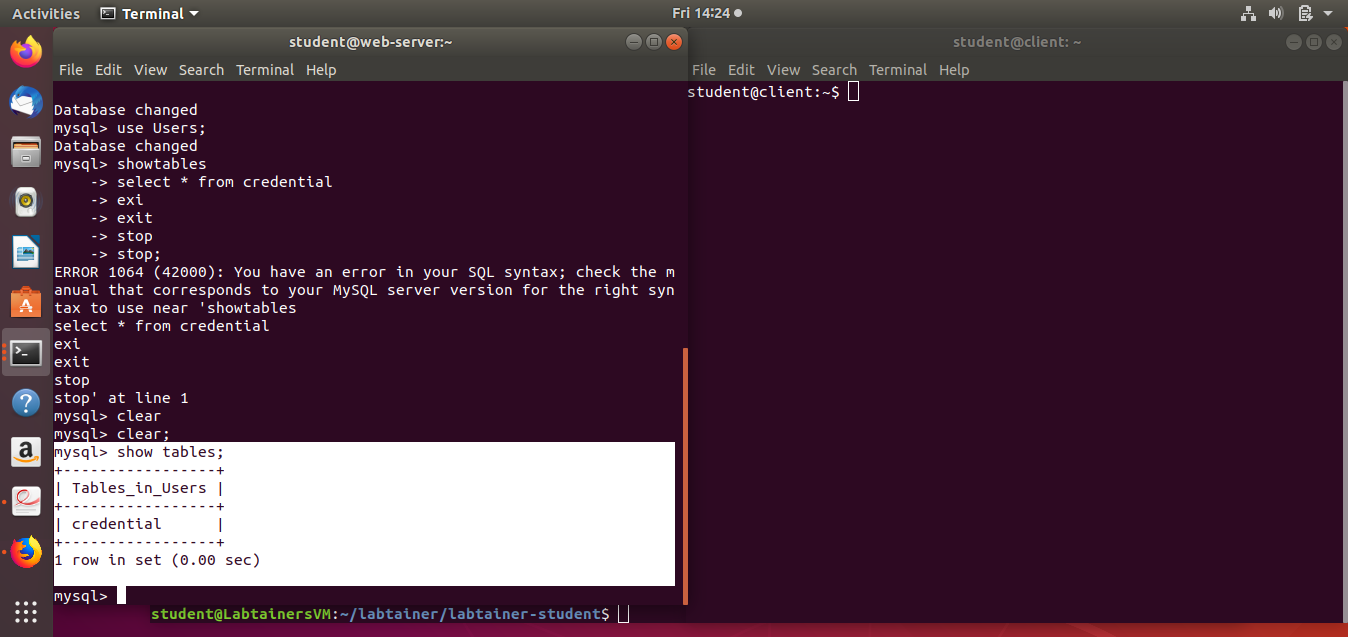 Activities Terminal Fri 14:24
student@web-server:~
File Edit View Search Terminal Help
Database changed
mysql> use Users;
Database changed
mysql> showtables
    -> select * from credential
    -> exi
    -> exit
    -> stop
    -> stop;
ERROR 1064 (42000): You have an error in your SQL syntax; check the m
anual that corresponds to your MySQL server version for the right syn
tax to use near 'showtables
select * from credential
exi
exit
stop
stop' at line 1
mysql> clear
mysql> clear;
mysql> show tables;
+-----------------+
| Tables_in_Users |
+-----------------+
| credential      |
+-----------------+
1 row in set (0.00 sec)
mysql>
student@client: ~
File Edit View Search Terminal Help
student@client:~$
student@LabtainersVM:~/labtainer/labtainer-student$